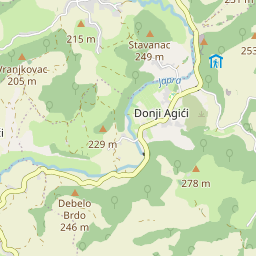 215 m
Stavanac
249 m
Vranjkovac
205 m
Japra
Donji Agići
229 m
278 m
Debelo
Brdo
246 m